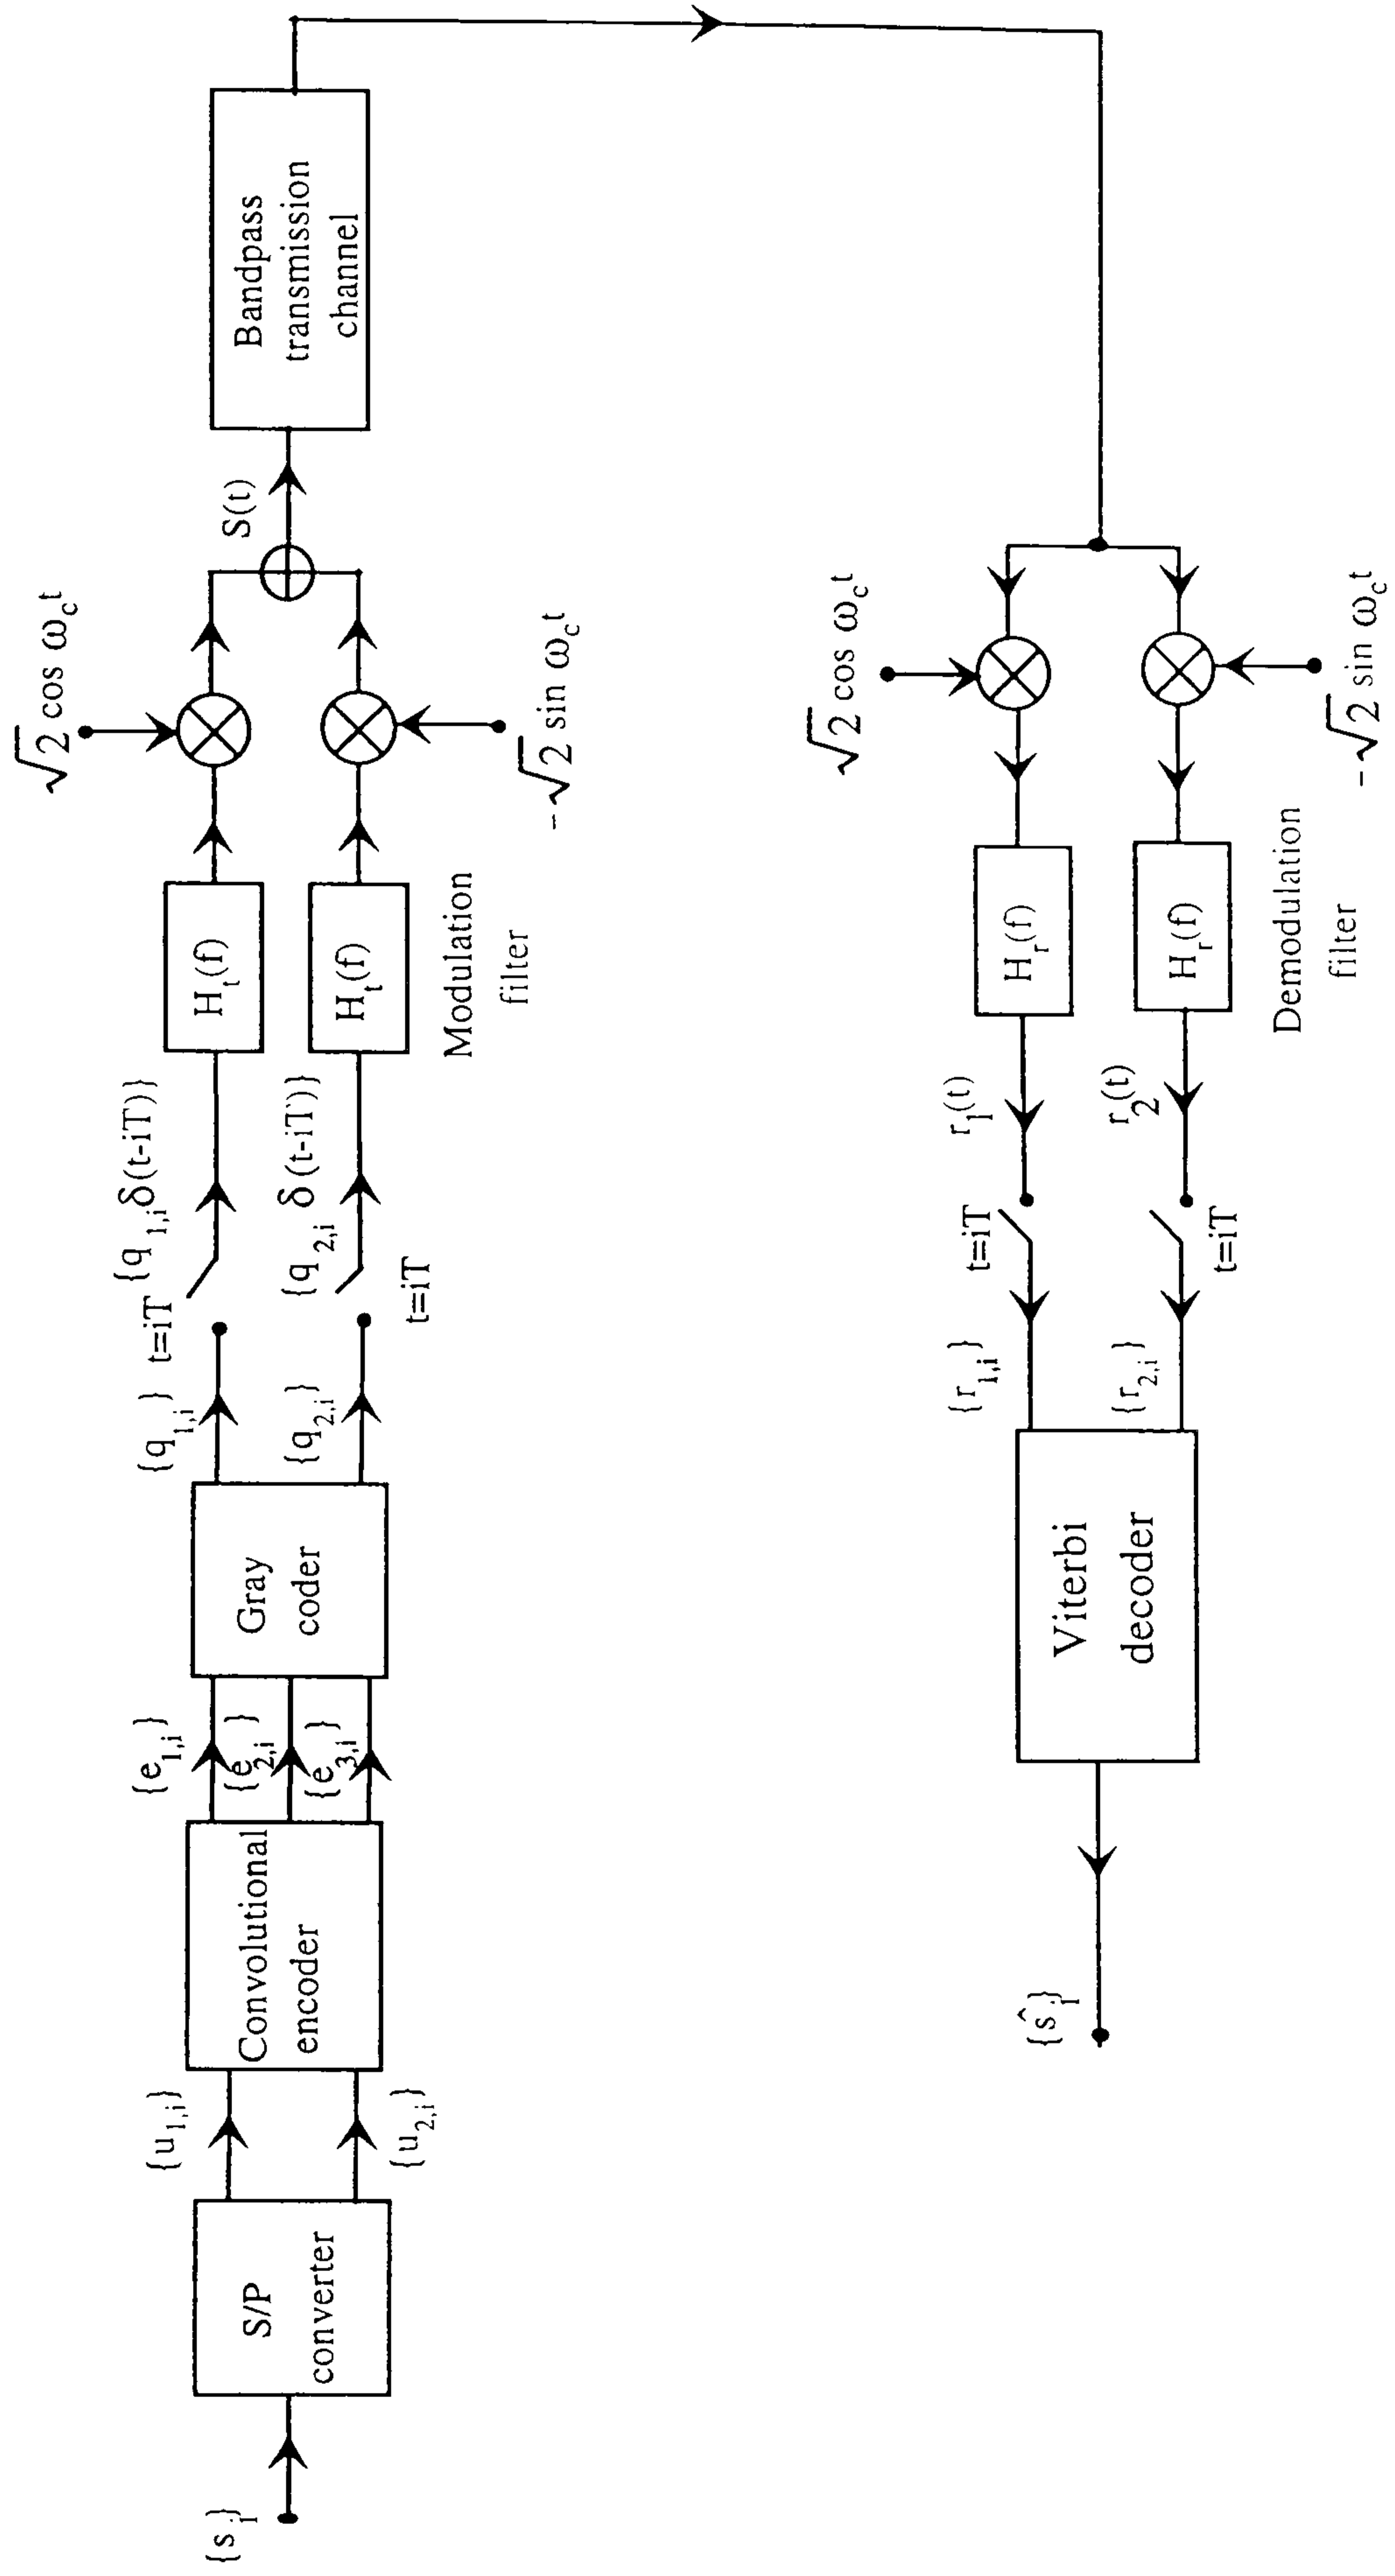 {s_i}
S/P
converter
{u_1,i}
{u_2,i}
Convolutional
encoder
{e_1,i}
{e_2,i}
{e_3,i}
Gray
coder
{q_1,i}
{q_2,i}
t=iT
t=iT
{q_1,i δ(t-iT)}
{q_2,i δ(t-iT)}
H_t(f)
H_t(f)
Modulation
filter
√2 cos ω_c t
-√2 sin ω_c t
S(t)
Bandpass
transmission
channel
√2 cos ω_c t
-√2 sin ω_c t
H_r(f)
H_r(f)
Demodulation
filter
r_1(t)
r_2(t)
t=iT
t=iT
{r_1,i}
{r_2,i}
Viterbi
decoder
{ŝ_i}